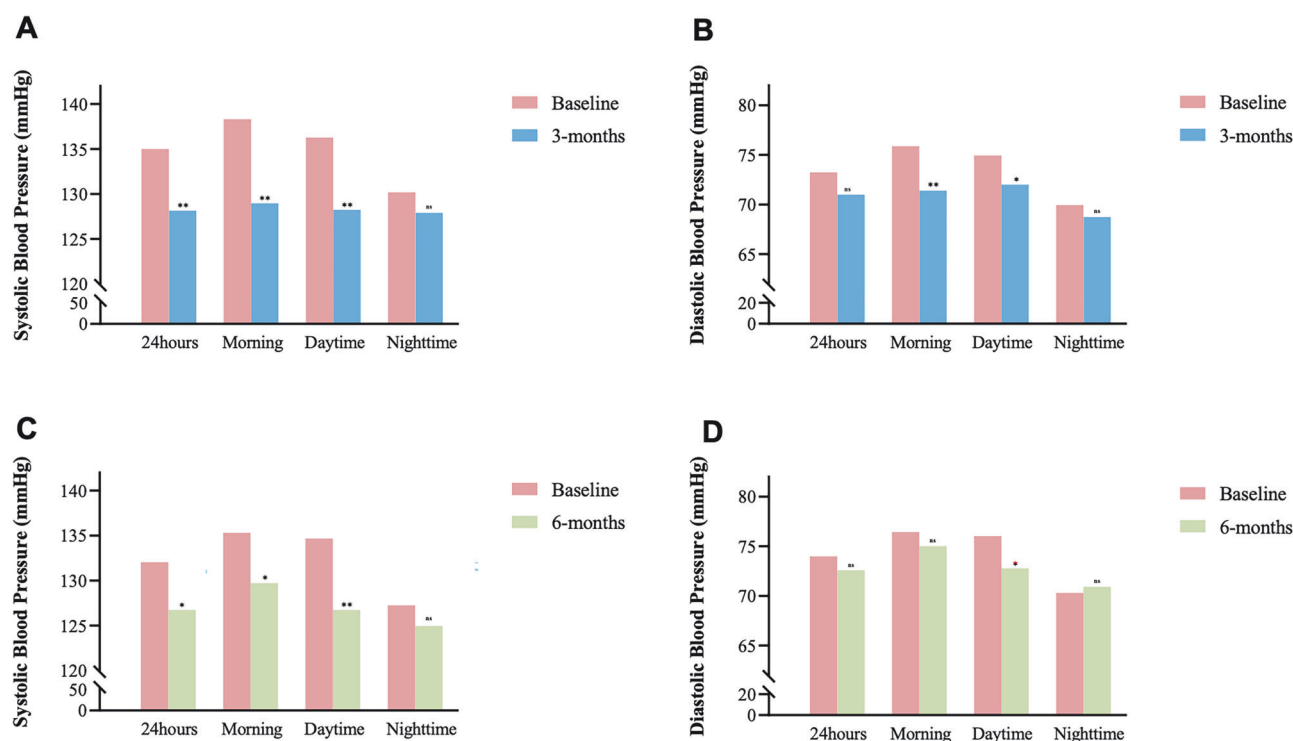 A
Systolic Blood Pressure (mmHg)
140
135
130
125
120
50
0
** ** ** ns
24hours Morning Daytime Nighttime
Baseline
3-months
B
Diastolic Blood Pressure (mmHg)
80
75
70
65
20
0
ns ** * ns
24hours Morning Daytime Nighttime
Baseline
3-months
C
Systolic Blood Pressure (mmHg)
140
135
130
125
120
50
0
* * ** ns
24hours Morning Daytime Nighttime
Baseline
6-months
D
Diastolic Blood Pressure (mmHg)
80
75
70
65
20
0
ns ns * ns
24hours Morning Daytime Nighttime
Baseline
6-months